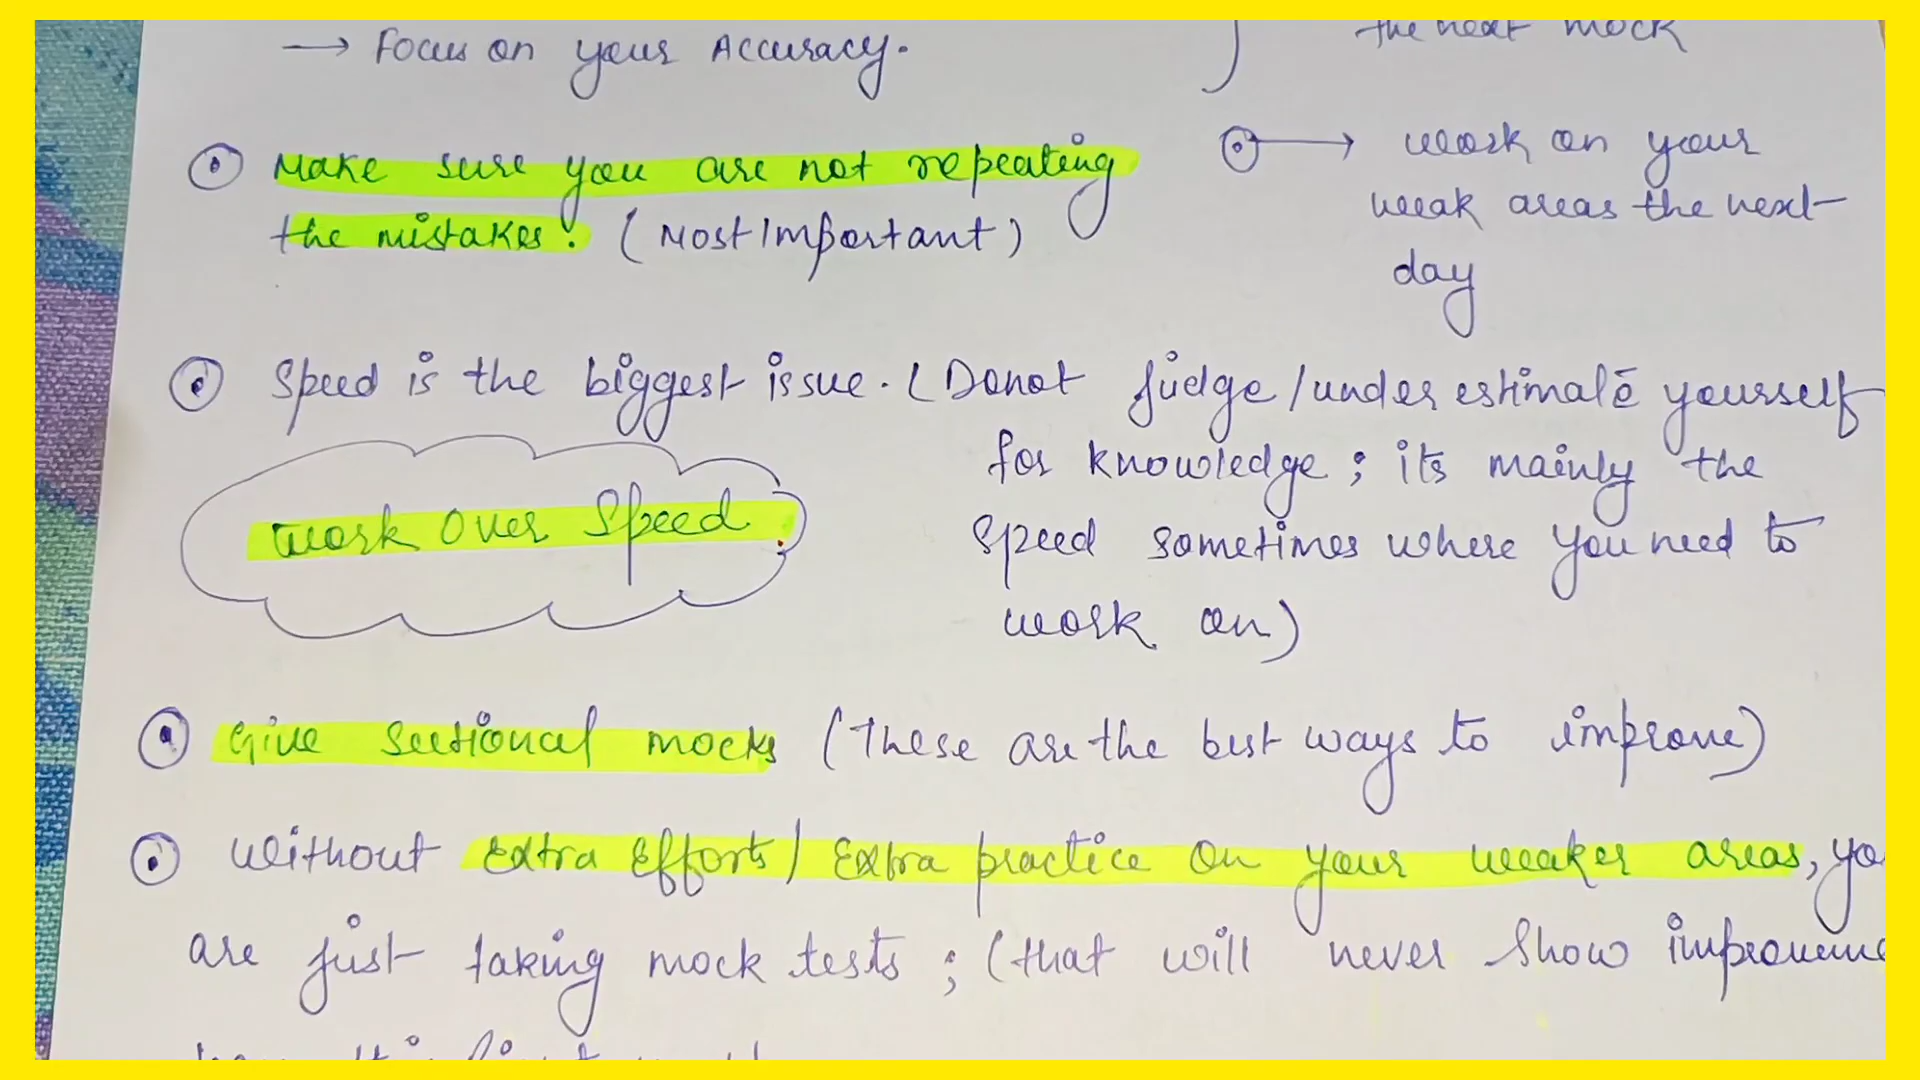 → Focus on your Accuracy.
the next mock
Make sure you are not repeating
the mistakes. (Most Important)
→ work on your
weak areas the next
day
Speed is the biggest issue. (Donot judge/under estimate yourself
for knowledge; its mainly the
speed sometimes where you need to
work on)
work over speed.
Give sectional mocks (These are the best ways to improve)
without Extra Efforts/ Extra practice on your weaker areas,
are just taking mock tests; (that will never show